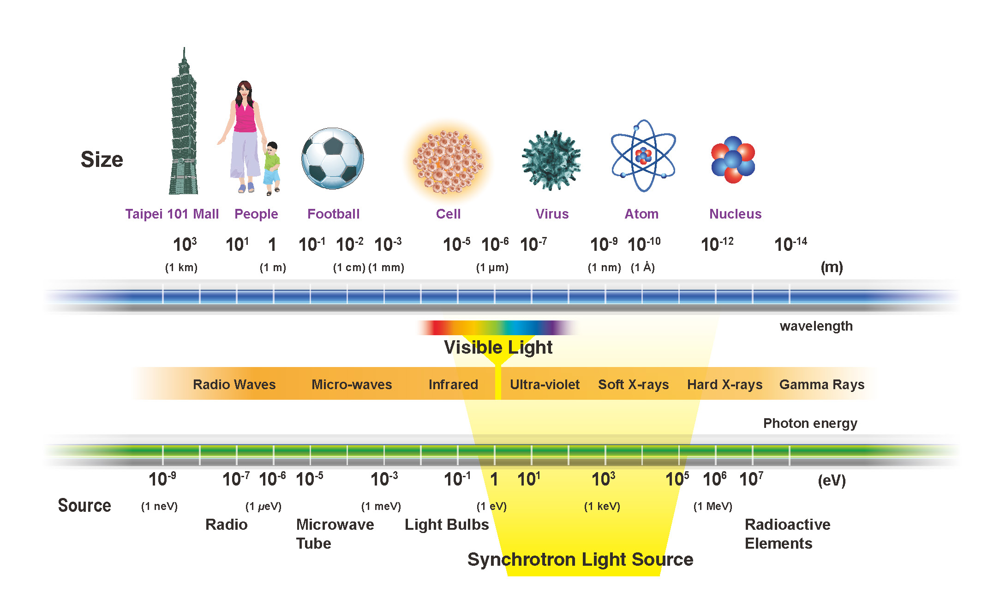 Size
Taipei 101 Mall People Football Cell Virus Atom Nucleus
10³ 10¹ 1 10⁻¹ 10⁻² 10⁻³ 10⁻⁵ 10⁻⁶ 10⁻⁷ 10⁻⁹ 10⁻¹⁰ 10⁻¹² 10⁻¹⁴
(1 km) (1 m) (1 cm) (1 mm) (1 µm) (1 nm) (1 Å) (m)
wavelength
Visible Light
Radio Waves Micro-waves Infrared Ultra-violet Soft X-rays Hard X-rays Gamma Rays
Photon energy
10⁻⁹ 10⁻⁷ 10⁻⁶ 10⁻⁵ 10⁻³ 10⁻¹ 1 10¹ 10³ 10⁵ 10⁶ 10⁷ (eV)
Source (1 neV) (1 µeV) (1 meV) (1 eV) (1 keV) (1 MeV)
Radio Microwave Light Bulbs Radioactive
Tube Elements
Synchrotron Light Source